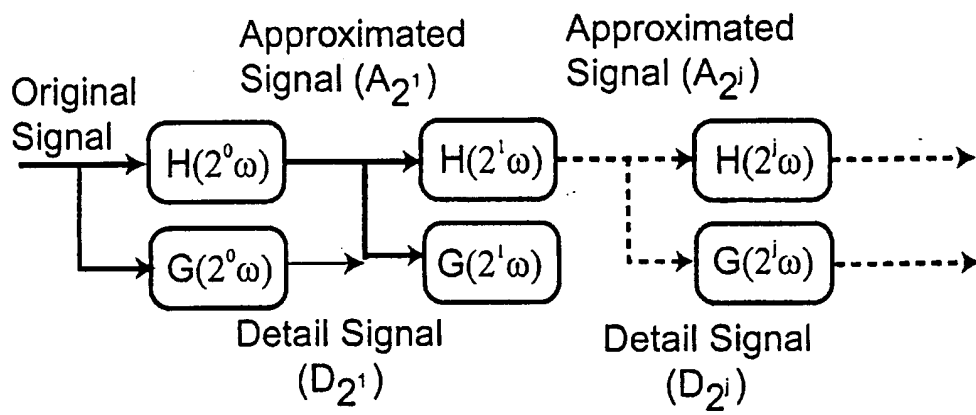 Approximated
Signal (A₂¹)
Approximated
Signal (A₂ʲ)
Original
Signal
H(2⁰ω)
H(2¹ω)
H(2ʲω)
G(2⁰ω)
G(2¹ω)
G(2ʲω)
Detail Signal
(D₂¹)
Detail Signal
(D₂ʲ)